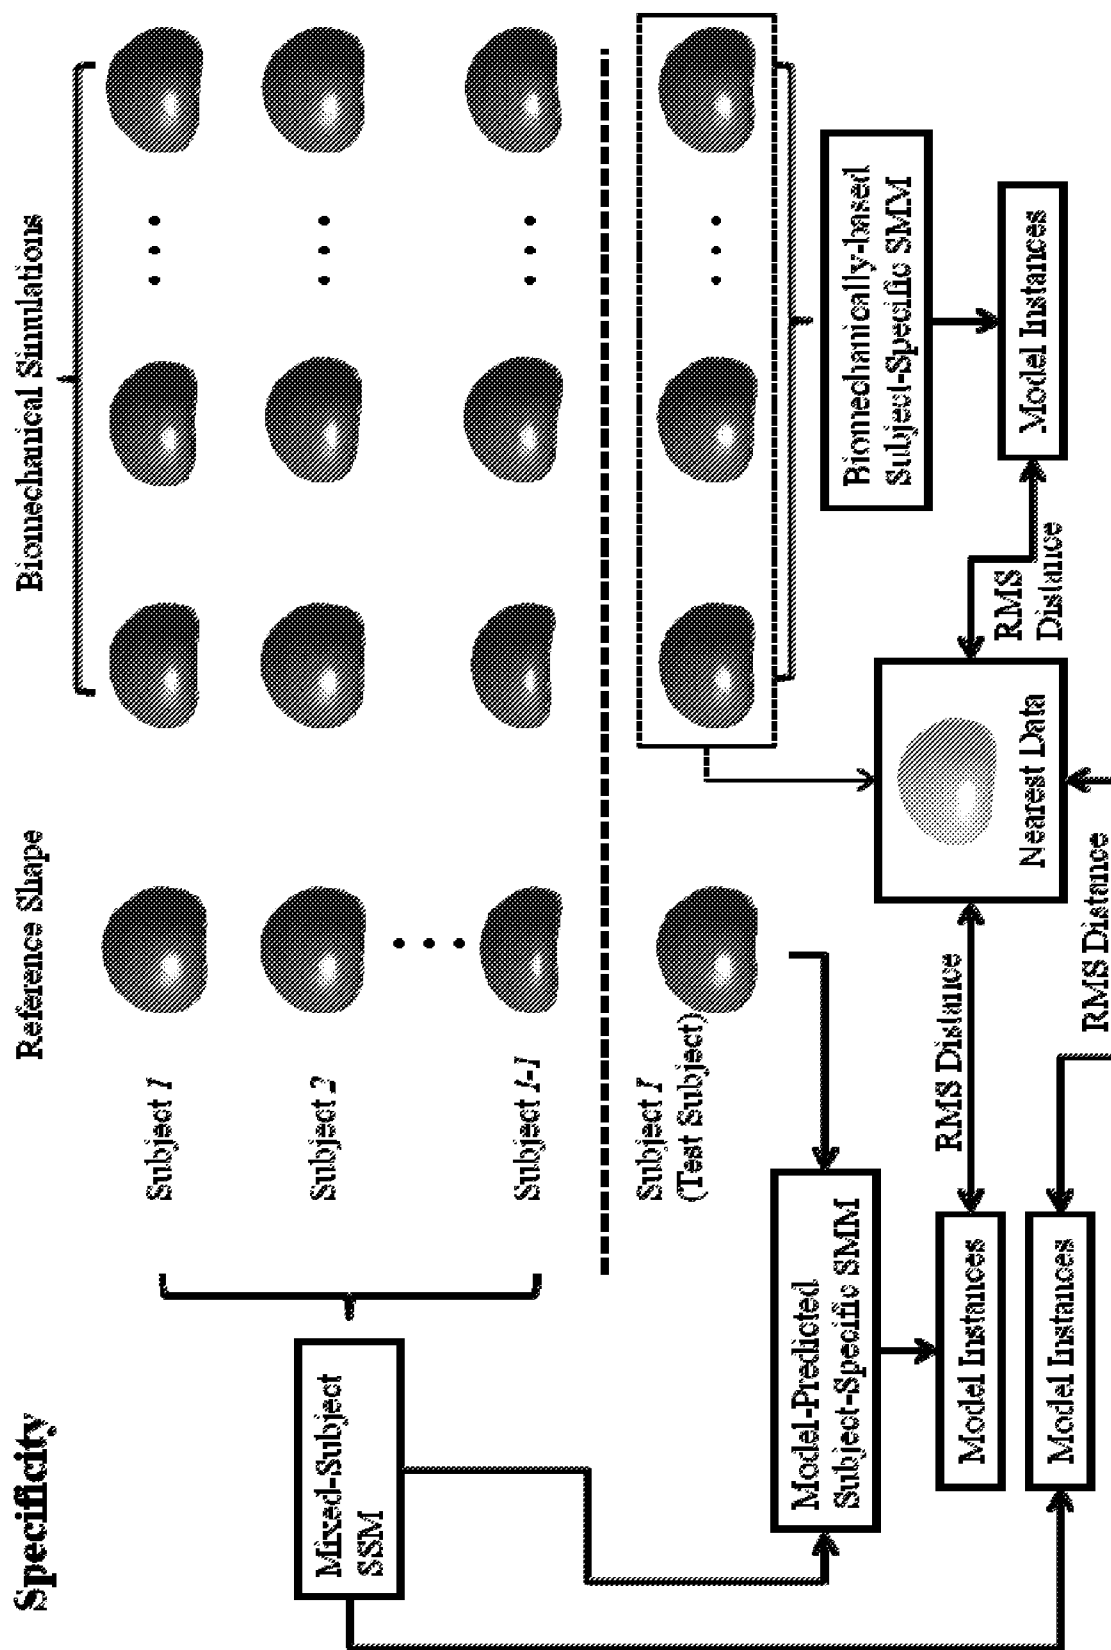 Specificity
Reference Shape
Biomechanical Simulations
Subject 1
Subject 2
Subject I-1
Mixed-Subject
SSM
Subject I
(Test Subject)
Model-Predicted
Subject-Specific SMM
Biomechanically-based
Subject-Specific SMM
Model Instances
RMS Distance
Nearest Data
RMS
Distance
Model Instances
Model Instances
RMS Distance